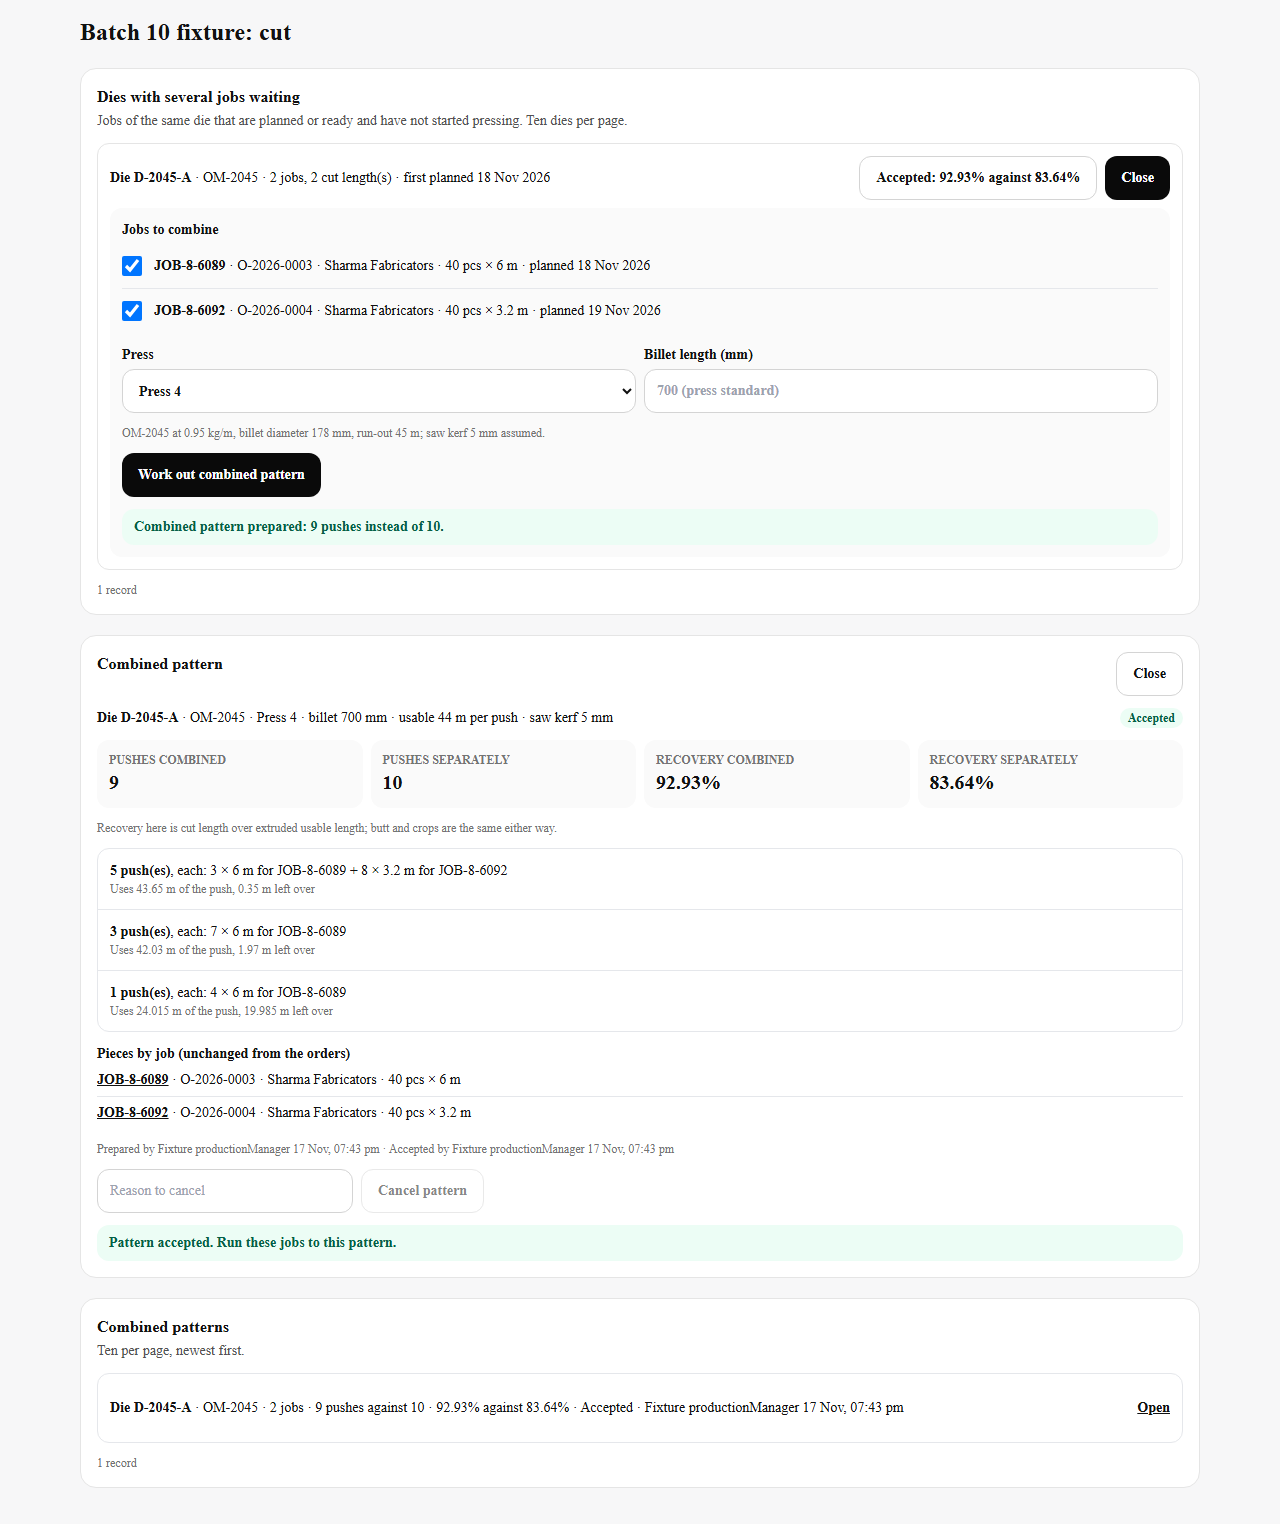 Batch 10 fixture: cut
Dies with several jobs waiting
Jobs of the same die that are planned or ready and have not started pressing. Ten dies per page.
Die D-2045-A · OM-2045 · 2 jobs, 2 cut length(s) · first planned 18 Nov 2026
Accepted: 92.93% against 83.64%
Close
Jobs to combine
JOB-8-6089 · O-2026-0003 · Sharma Fabricators · 40 pcs × 6 m · planned 18 Nov 2026
JOB-8-6092 · O-2026-0004 · Sharma Fabricators · 40 pcs × 3.2 m · planned 19 Nov 2026
Press
Billet length (mm)
Press 4
700 (press standard)
OM-2045 at 0.95 kg/m, billet diameter 178 mm, run-out 45 m; saw kerf 5 mm assumed.
Work out combined pattern
Combined pattern prepared: 9 pushes instead of 10.
1 record
Combined pattern
Close
Die D-2045-A · OM-2045 · Press 4 · billet 700 mm · usable 44 m per push · saw kerf 5 mm
Accepted
PUSHES COMBINED
9
PUSHES SEPARATELY
10
RECOVERY COMBINED
92.93%
RECOVERY SEPARATELY
83.64%
Recovery here is cut length over extruded usable length; butt and crops are the same either way.
5 push(es), each: 3 × 6 m for JOB-8-6089 + 8 × 3.2 m for JOB-8-6092
Uses 43.65 m of the push, 0.35 m left over
3 push(es), each: 7 × 6 m for JOB-8-6089
Uses 42.03 m of the push, 1.97 m left over
1 push(es), each: 4 × 6 m for JOB-8-6089
Uses 24.015 m of the push, 19.985 m left over
Pieces by job (unchanged from the orders)
JOB-8-6089 · O-2026-0003 · Sharma Fabricators · 40 pcs × 6 m
JOB-8-6092 · O-2026-0004 · Sharma Fabricators · 40 pcs × 3.2 m
Prepared by Fixture productionManager 17 Nov, 07:43 pm · Accepted by Fixture productionManager 17 Nov, 07:43 pm
Reason to cancel
Cancel pattern
Pattern accepted. Run these jobs to this pattern.
Combined patterns
Ten per page, newest first.
Die D-2045-A · OM-2045 · 2 jobs · 9 pushes against 10 · 92.93% against 83.64% · Accepted · Fixture productionManager 17 Nov, 07:43 pm
Open
1 record